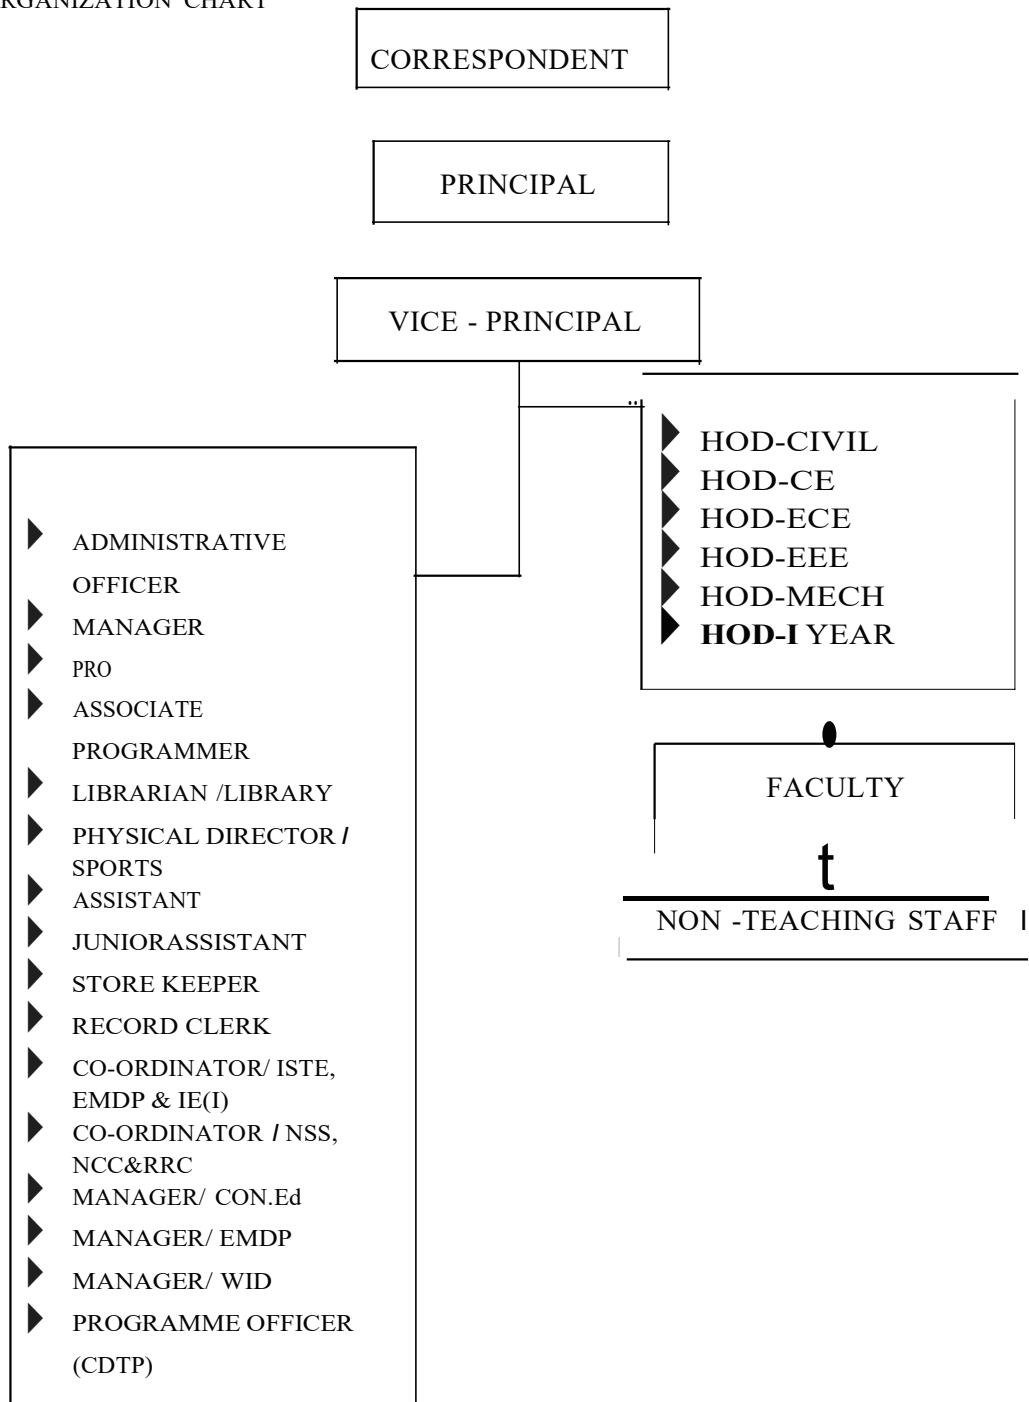 RGANIZATION CHART
CORRESPONDENT
PRINCIPAL
VICE - PRINCIPAL
HOD-CIVIL
HOD-CE
HOD-ECE
HOD-EEE
HOD-MECH
HOD-I YEAR
FACULTY
t
NON -TEACHING STAFF I
ADMINISTRATIVE
OFFICER
MANAGER
PRO
ASSOCIATE
PROGRAMMER
LIBRARIAN /LIBRARY
PHYSICAL DIRECTOR /
SPORTS
ASSISTANT
JUNIORASSISTANT
STORE KEEPER
RECORD CLERK
CO-ORDINATOR/ ISTE,
EMDP & IE(I)
CO-ORDINATOR / NSS,
NCC&RRC
MANAGER/ CON.Ed
MANAGER/ EMDP
MANAGER/ WID
PROGRAMME OFFICER
(CDTP)